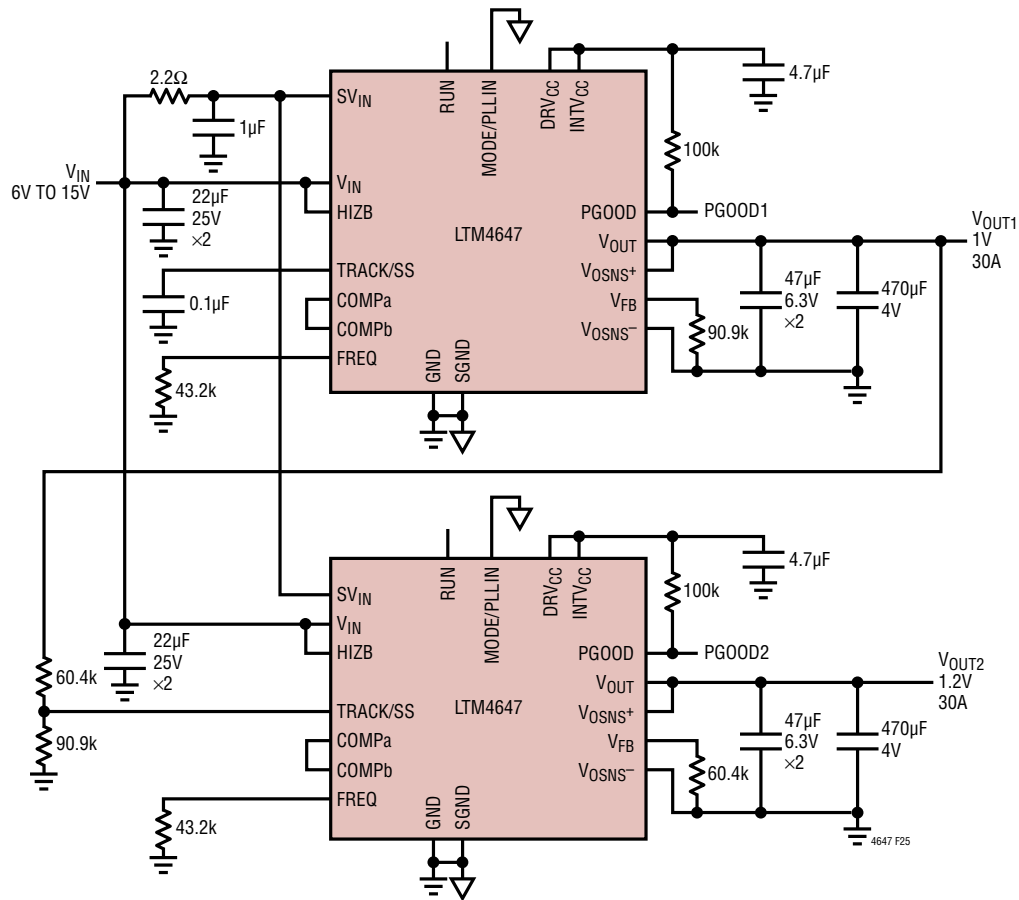 2.2Ω
1µF
SVIN
RUN
MODE/PLLIN
DRVCC
INTVCC
4.7µF
100k
VIN
6V TO 15V
22µF
25V
×2
VIN
HIZB
LTM4647
PGOOD
PGOOD1
VOUT
VOUT1
1V
30A
TRACK/SS
0.1µF
VOSNS+
COMPa
COMPb
VFB
90.9k
47µF
6.3V
×2
470µF
4V
VOSNS–
FREQ
43.2k
GND
SGND
SVIN
RUN
MODE/PLLIN
DRVCC
INTVCC
4.7µF
100k
VIN
HIZB
22µF
25V
×2
LTM4647
PGOOD
PGOOD2
VOUT
VOUT2
1.2V
30A
60.4k
90.9k
TRACK/SS
VOSNS+
COMPa
COMPb
VFB
60.4k
47µF
6.3V
×2
470µF
4V
VOSNS–
FREQ
43.2k
GND
SGND
4647 F25